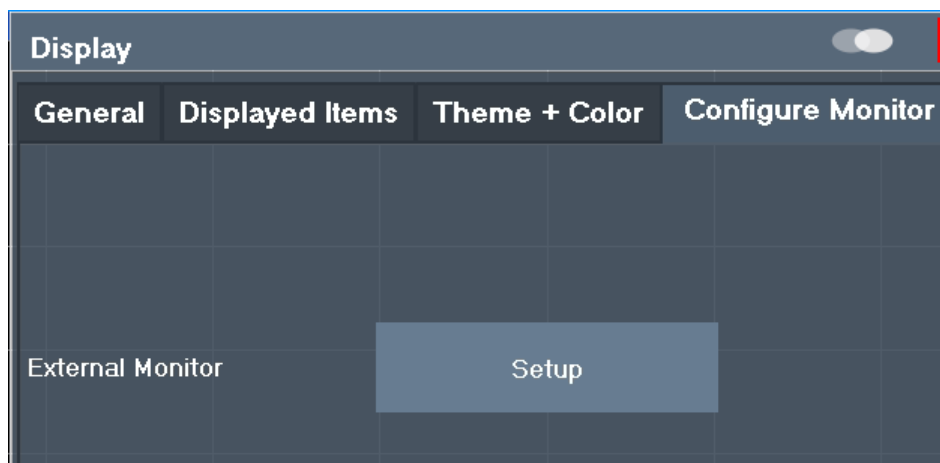 Display
General Displayed Items Theme + Color Configure Monitor
External Monitor Setup